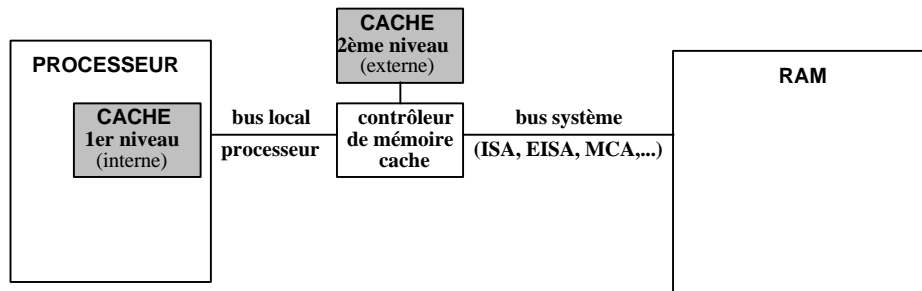 PROCESSEUR
CACHE
1er niveau
(interne)
bus local
processeur
CACHE
2ème niveau
(externe)
contrôleur
de mémoire
cache
bus système
(ISA, EISA, MCA,...)
RAM